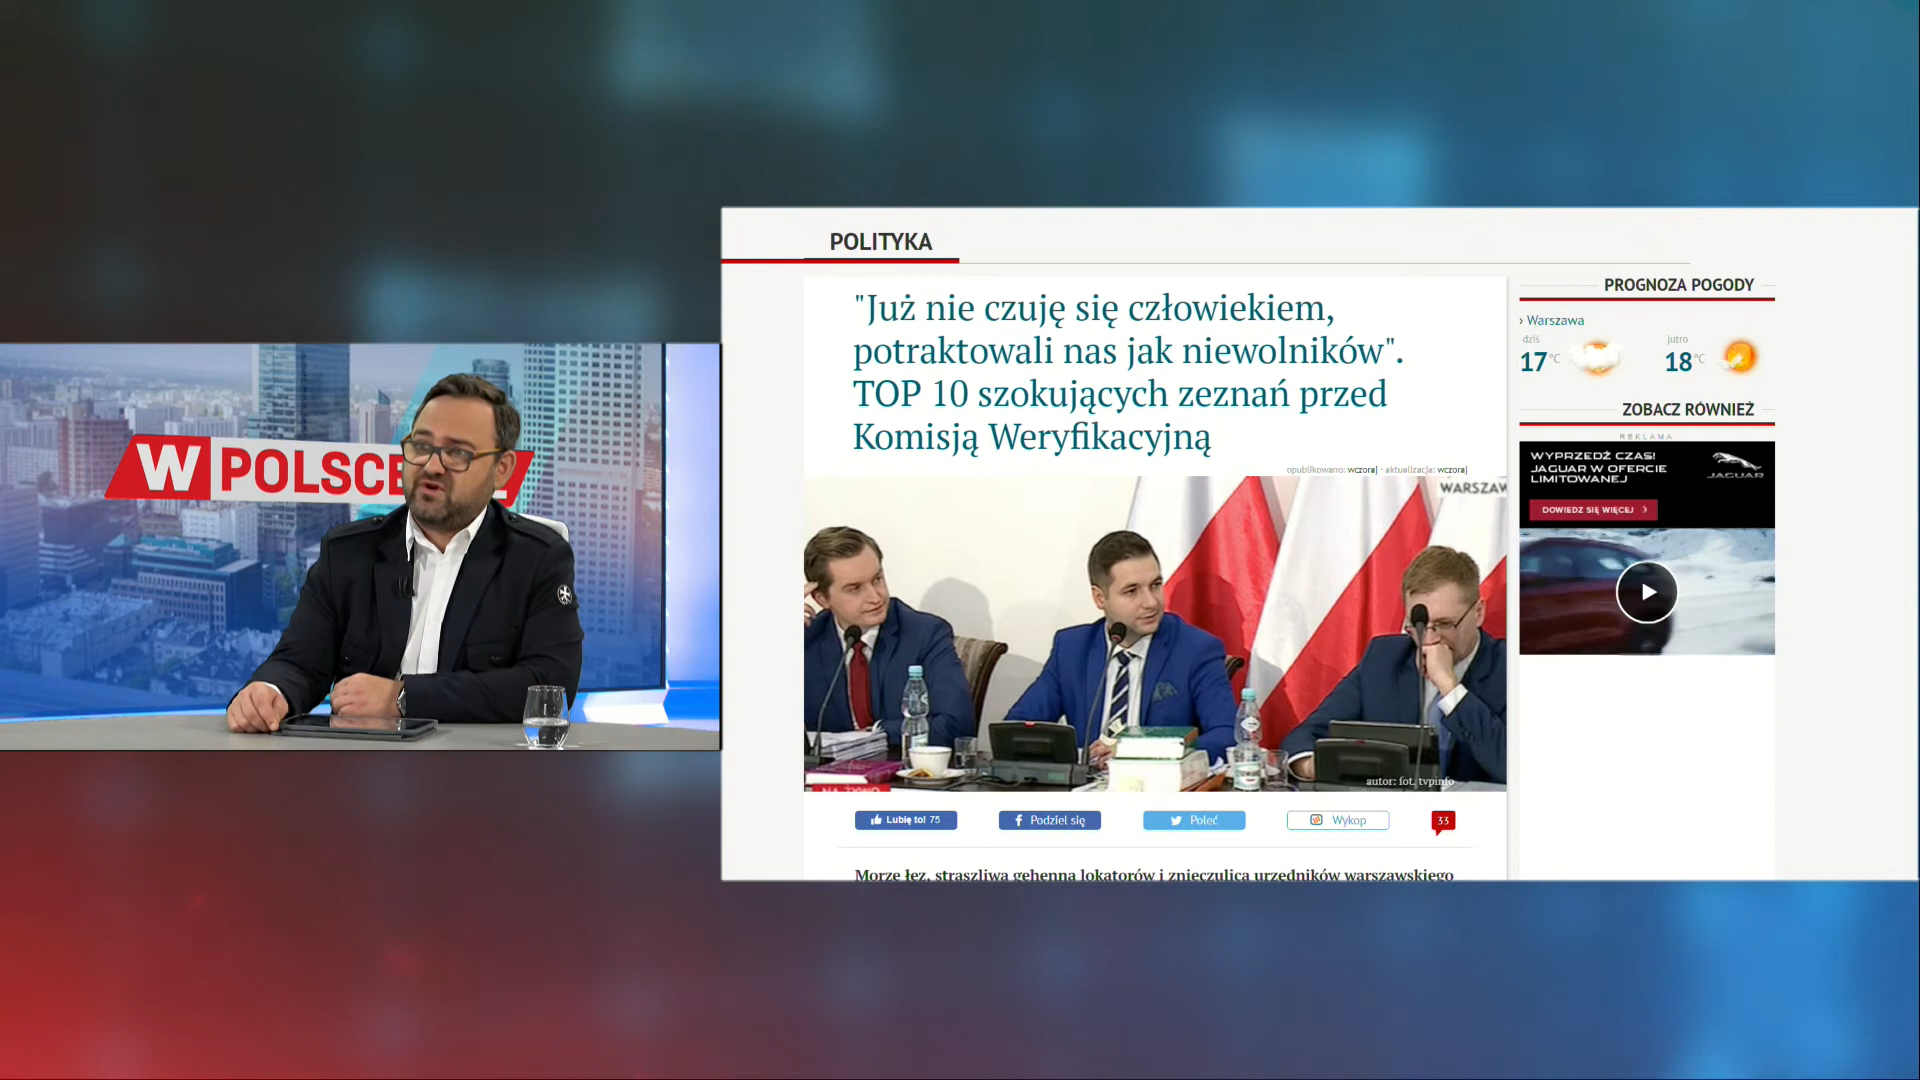 W POLSCE
POLITYKA
"Już nie czuję się człowiekiem,
potraktowali nas jak niewolników".
TOP 10 szokujących zeznań przed
Komisją Weryfikacyjną
opublikowano: wczoraj · aktualizacja: wczoraj
WARSZAW
autor: fot. tvpinfo
NA ŻYWO
Lubię to! 75
Podziel się
Poleć
Wykop
33
Morze łez, straszliwa gehenna lokatorów i znieczulica urzędników warszawskiego
PROGNOZA POGODY
› Warszawa
dziś
jutro
17°C
18°C
ZOBACZ RÓWNIEŻ
REKLAMA
WYPRZEDŹ CZAS!
JAGUAR W OFERCIE
LIMITOWANEJ
JAGUAR
DOWIEDZ SIĘ WIĘCEJ ›